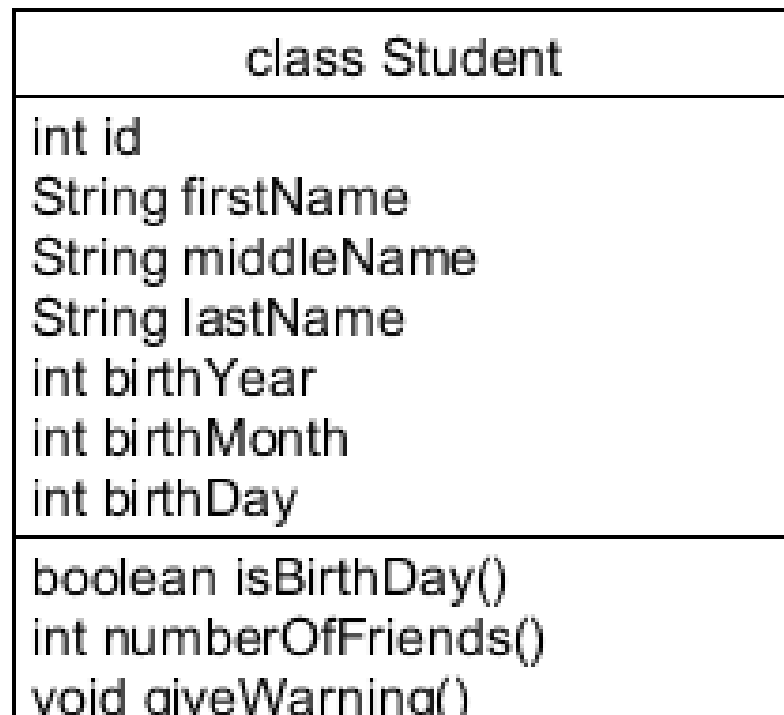 class Student
int id
String firstName
String middleName
String lastName
int birthYear
int birthMonth
int birthDay
boolean isBirthDay()
int numberOfFriends()
void giveWarning()